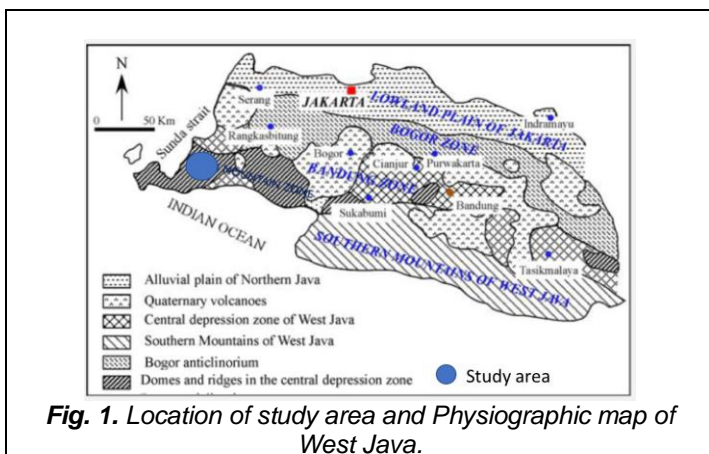 N
0 50 Km
Sunda strait
Serang
JAKARTA
LOWLAND PLAIN OF JAKARTA
Indramayu
Rangkasbitung
BOGOR ZONE
Bogor
Cianjur
Purwakarta
BANDUNG ZONE
MOUNTAIN ZONE
Bandung
Sukabumi
INDIAN OCEAN
SOUTHERN MOUNTAINS OF WEST JAVA
Tasikmalaya
Alluvial plain of Northern Java
Quaternary volcanoes
Central depression zone of West Java
Southern Mountains of West Java
Bogor anticlinorium
Domes and ridges in the central depression zone
Study area
Fig. 1. Location of study area and Physiographic map of
West Java.